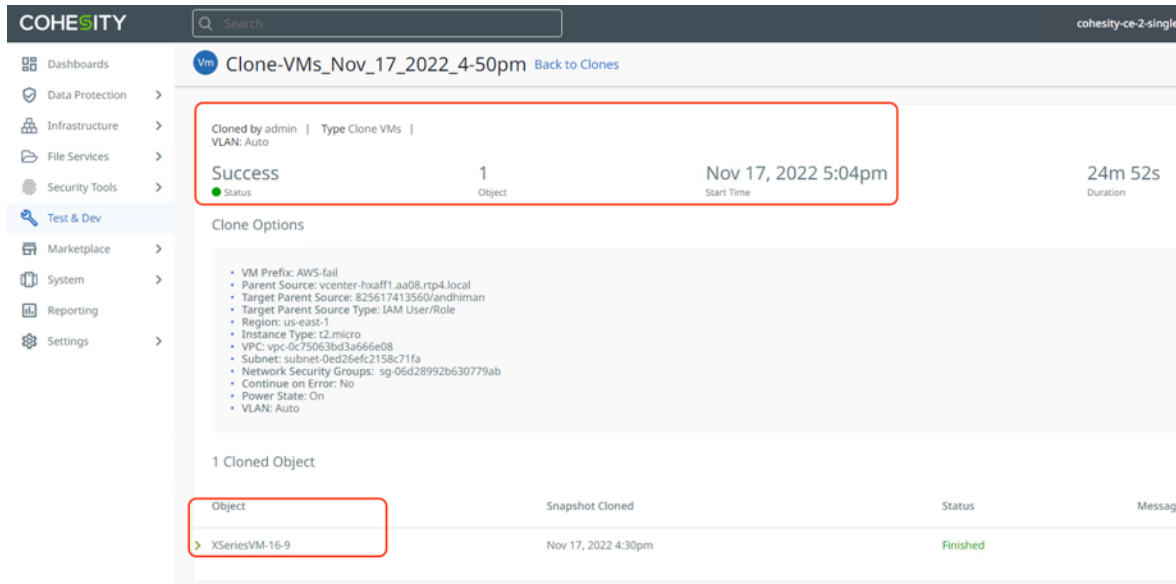 COHESITY
Search
cohesity-ce-2-single
Dashboards
Data Protection
Infrastructure
File Services
Security Tools
Test & Dev
Marketplace
System
Reporting
Settings
Vm Clone-VMs_Nov_17_2022_4-50pm Back to Clones
Cloned by admin | Type Clone VMs |
VLAN: Auto
Success 1 Nov 17, 2022 5:04pm 24m 52s
Status Object Start Time Duration
Clone Options
• VM Prefix: AWS-fail
• Parent Source: vcenter-hxaff1.aa08.rtp4.local
• Target Parent Source: 825617413560/andhiman
• Target Parent Source Type: IAM User/Role
• Region: us-east-1
• Instance Type: t2.micro
• VPC: vpc-0c75063bd3a666e08
• Subnet: subnet-0ed26efc2158c71fa
• Network Security Groups: sg-06d28992b630779ab
• Continue on Error: No
• Power State: On
• VLAN: Auto
1 Cloned Object
Object Snapshot Cloned Status Messag
XSeriesVM-16-9 Nov 17, 2022 4:30pm Finished